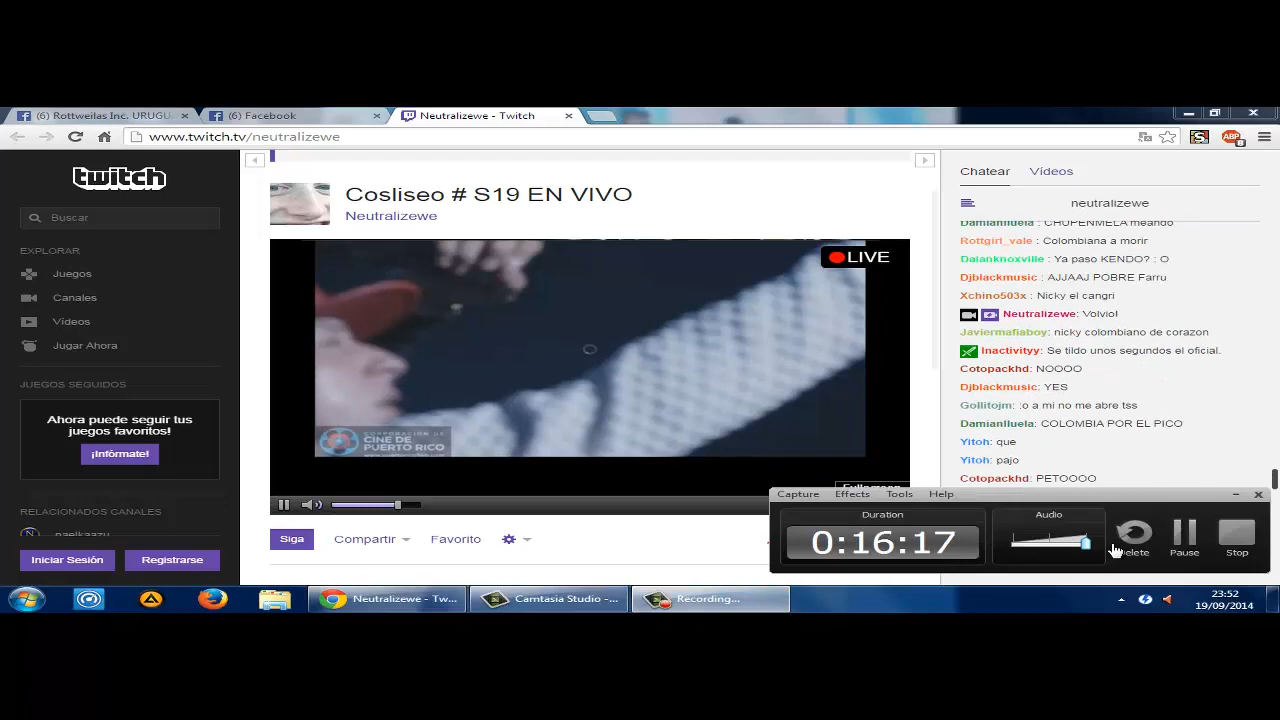 (6) Rottweilas Inc. URUGU
(6) Facebook
Neutralizewe - Twitch
www.twitch.tv/neutralizewe
ABP
twitch
Buscar
EXPLORAR
Juegos
Canales
Vídeos
Jugar Ahora
JUEGOS SEGUIDOS
Ahora puede seguir tus
juegos favoritos!
¡Infórmate!
RELACIONADOS CANALES
naelkaazu
Iniciar Sesión
Registrarse
Cosliseo # S19 EN VIVO
Neutralizewe
LIVE
CORPORACION DE
CINE DE
PUERTO RICO
Siga
Compartir
Favorito
Chatear
Vídeos
neutralizewe
Damianlluela : CHUPENMELA meando
Rottgirl_vale : Colombiana a morir
Daianknoxville : Ya paso KENDO? : O
Djblackmusic : AJJAAJ POBRE Farru
Xchino503x : Nicky el cangri
Neutralizewe: Volvio!
Javiermafiaboy: nicky colombiano de corazon
Inactivityy: Se tildo unos segundos el oficial.
Cotopackhd: NOOOO
Djblackmusic: YES
Gollitojm: :o a mi no me abre tss
Damianlluela: COLOMBIA POR EL PICO
Yitoh: que
Yitoh: pajo
Cotopackhd: PETOOOO
Capture Effects Tools Help
Duration
0:16:17
Audio
Delete
Pause
Stop
Neutralizewe - Tw...
Camtasia Studio -...
Recording...
23:52
19/09/2014